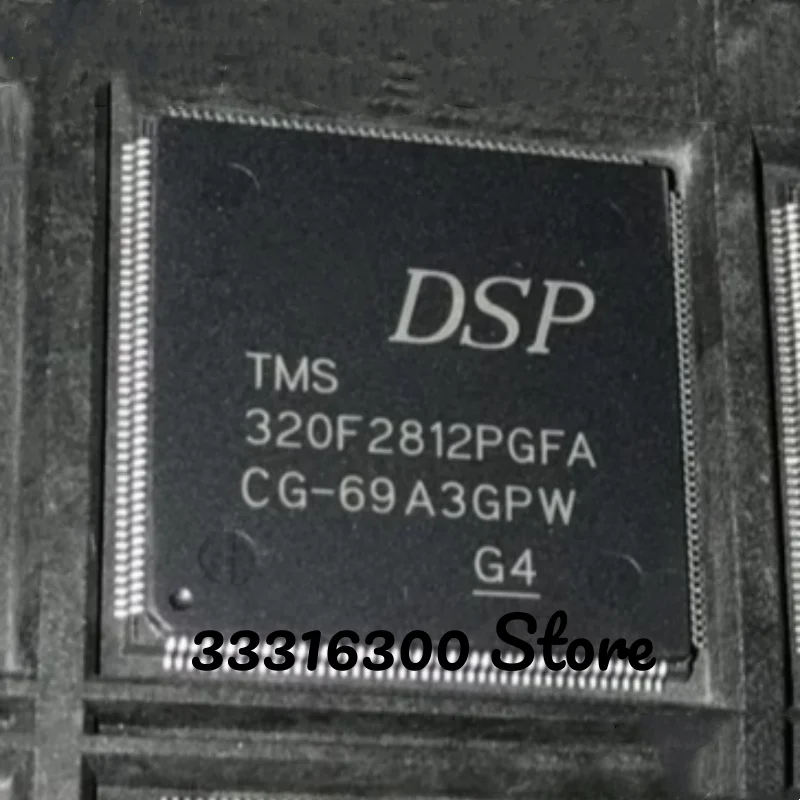 DSP
TMS
320F2812PGFA
CG-69A3GPW
G4
33316300 Store